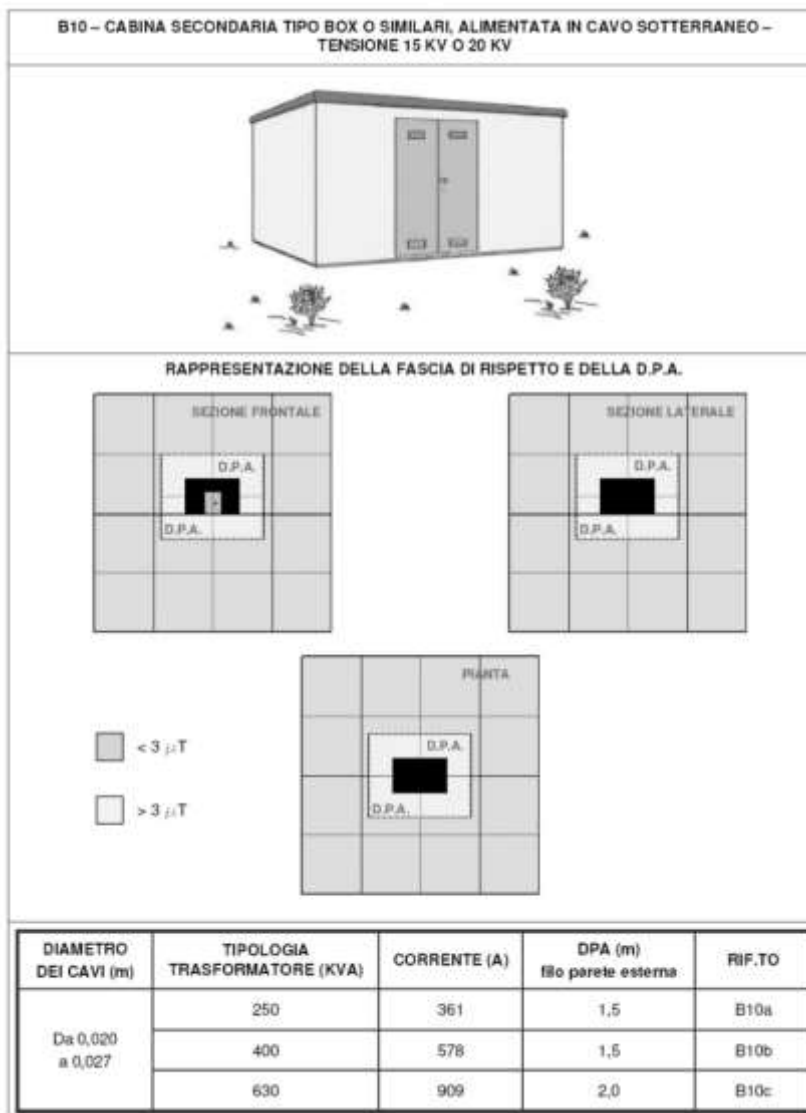 B10 – CABINA SECONDARIA TIPO BOX O SIMILARI, ALIMENTATA IN CAVO SOTTERRANEO –
TENSIONE 15 KV O 20 KV
RAPPRESENTAZIONE DELLA FASCIA DI RISPETTO E DELLA D.P.A.
SEZIONE FRONTALE
D.P.A.
D.P.A.
SEZIONE LATERALE
D.P.A.
D.P.A.
PIANTA
D.P.A.
D.P.A.
< 3 µT
> 3 µT
DIAMETRO
DEI CAVI (m)
TIPOLOGIA
TRASFORMATORE (KVA)
CORRENTE (A)
DPA (m)
filo parete esterna
RIF.TO
Da 0,020
a 0,027
250
361
1,5
B10a
400
578
1,5
B10b
630
909
2,0
B10c